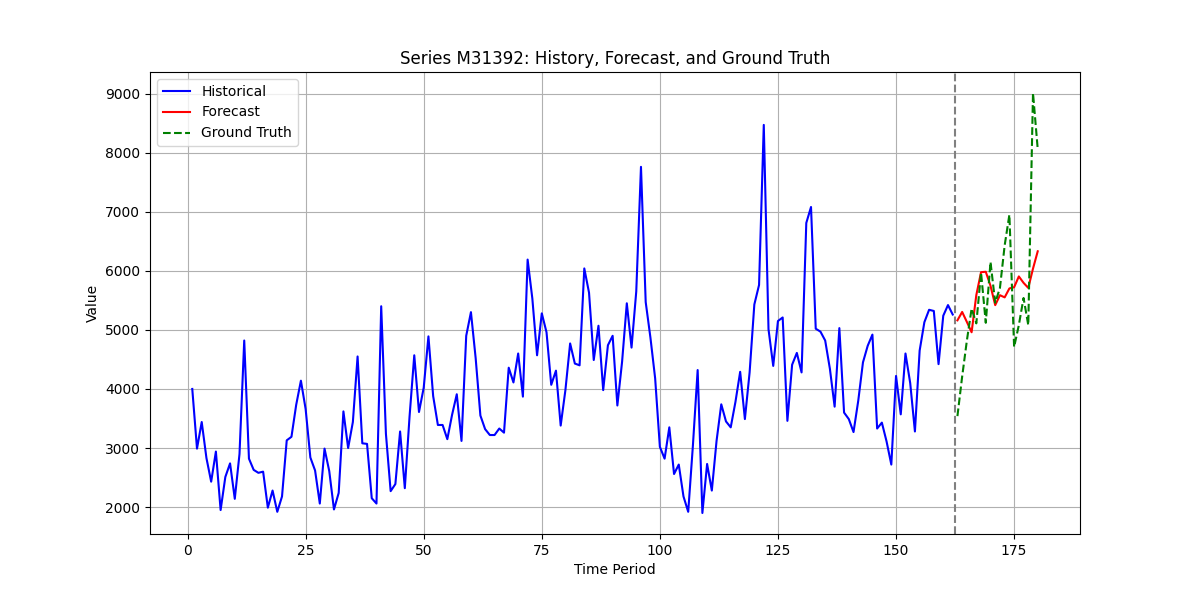 Series M31392: History, Forecast, and Ground Truth
Historical
Forecast
Ground Truth
9000
8000
7000
6000
5000
4000
3000
2000
Value
0 25 50 75 100 125 150 175
Time Period